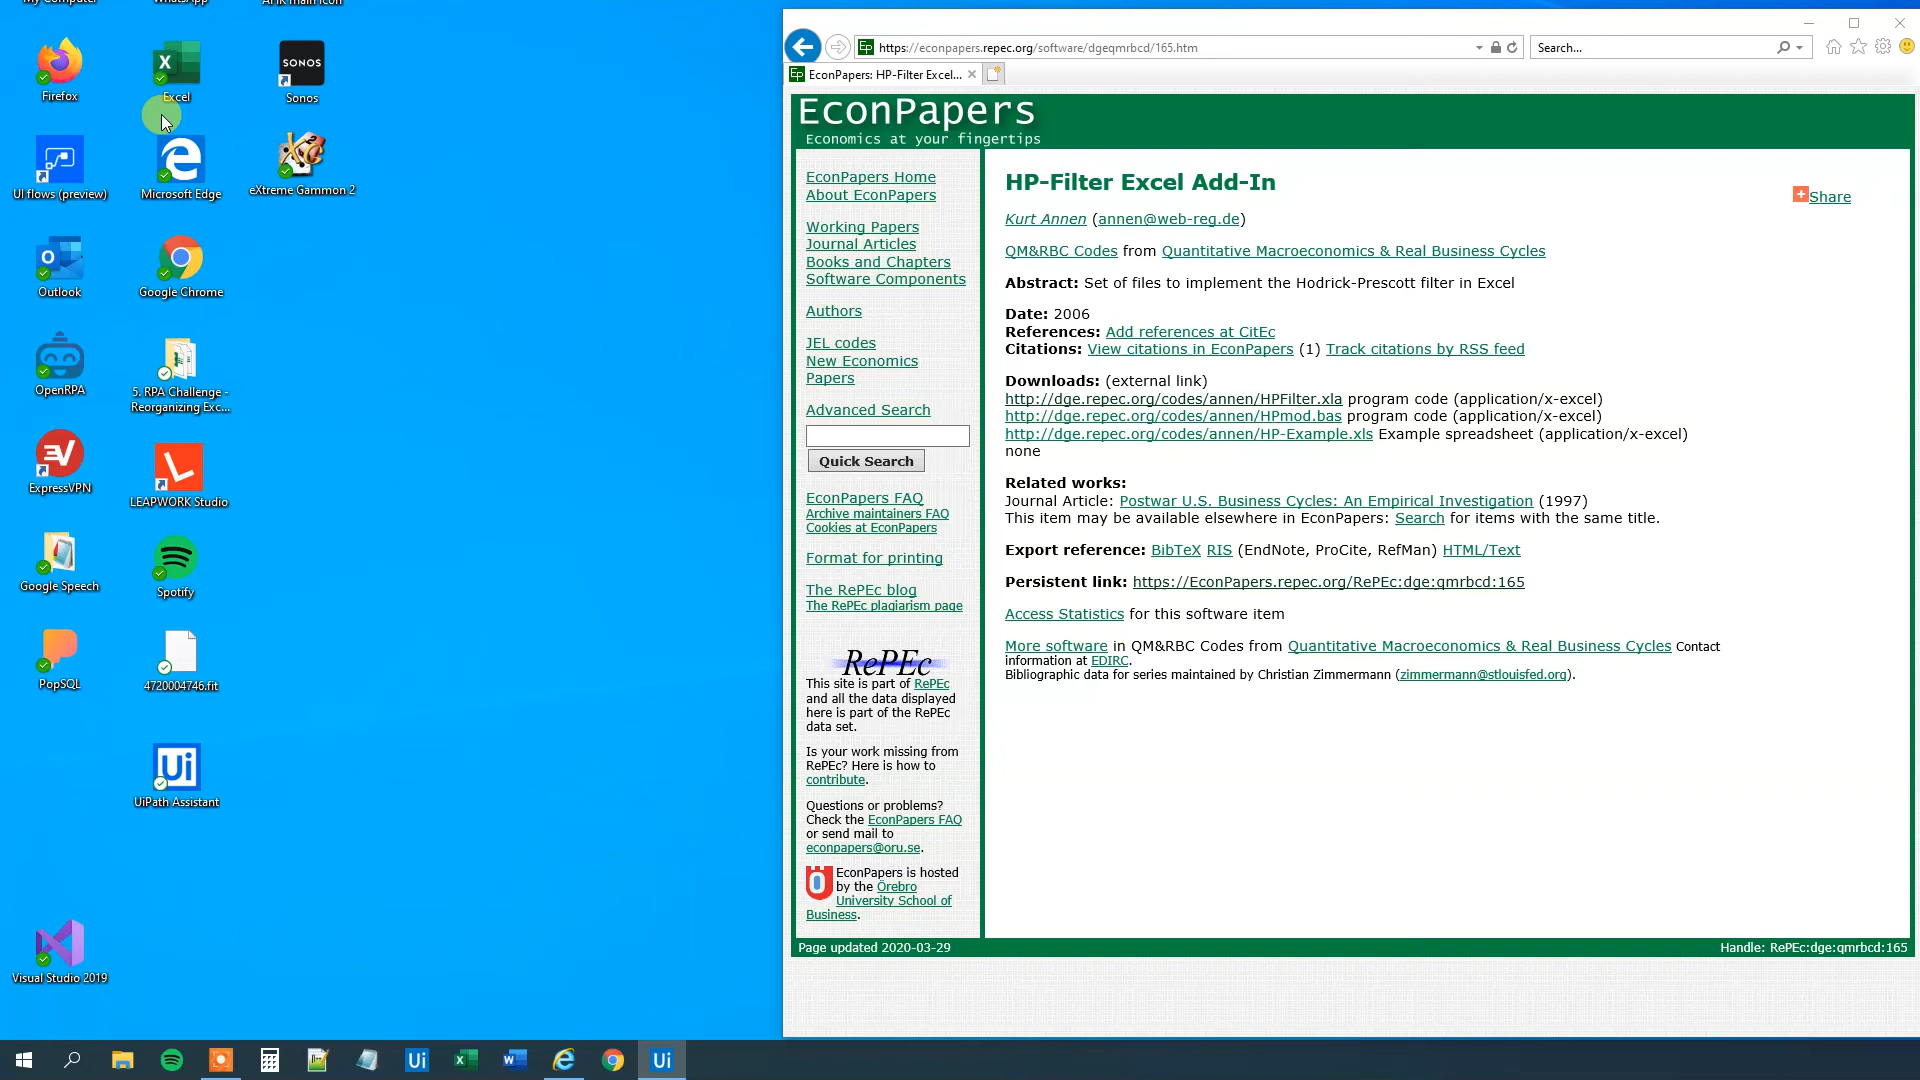 My Computer
WhatsApp
Firefox
Excel
SONOS
Sonos
UI flows (preview)
Microsoft Edge
eXtreme Gammon 2
Outlook
Google Chrome
OpenRPA
5. RPA Challenge -
Reorganizing Exc...
ExpressVPN
LEAPWORK Studio
Google Speech
Spotify
PopSQL
4720004746.fit
UiPath Assistant
Visual Studio 2019
https://econpapers.repec.org/software/dgeqmrbcd/165.htm
Search...
EconPapers: HP-Filter Excel...
EconPapers
Economics at your fingertips
EconPapers Home
About EconPapers
Working Papers
Journal Articles
Books and Chapters
Software Components
Authors
JEL codes
New Economics
Papers
Advanced Search
Quick Search
EconPapers FAQ
Archive maintainers FAQ
Cookies at EconPapers
Format for printing
The RePEc blog
The RePEc plagiarism page
RePEc
This site is part of RePEc
and all the data displayed
here is part of the RePEc
data set.
Is your work missing from
RePEc? Here is how to
contribute.
Questions or problems?
Check the EconPapers FAQ
or send mail to
econpapers@oru.se.
EconPapers is hosted
by the Örebro
University School of
Business.
HP-Filter Excel Add-In
Share
Kurt Annen (annen@web-reg.de)
QM&RBC Codes from Quantitative Macroeconomics & Real Business Cycles
Abstract: Set of files to implement the Hodrick-Prescott filter in Excel
Date: 2006
References: Add references at CitEc
Citations: View citations in EconPapers (1) Track citations by RSS feed
Downloads: (external link)
http://dge.repec.org/codes/annen/HPFilter.xla program code (application/x-excel)
http://dge.repec.org/codes/annen/HPmod.bas program code (application/x-excel)
http://dge.repec.org/codes/annen/HP-Example.xls Example spreadsheet (application/x-excel)
none
Related works:
Journal Article: Postwar U.S. Business Cycles: An Empirical Investigation (1997)
This item may be available elsewhere in EconPapers: Search for items with the same title.
Export reference: BibTeX RIS (EndNote, ProCite, RefMan) HTML/Text
Persistent link: https://EconPapers.repec.org/RePEc:dge:qmrbcd:165
Access Statistics for this software item
More software in QM&RBC Codes from Quantitative Macroeconomics & Real Business Cycles Contact
information at EDIRC.
Bibliographic data for series maintained by Christian Zimmermann (zimmermann@stlouisfed.org).
Page updated 2020-03-29
Handle: RePEc:dge:qmrbcd:165